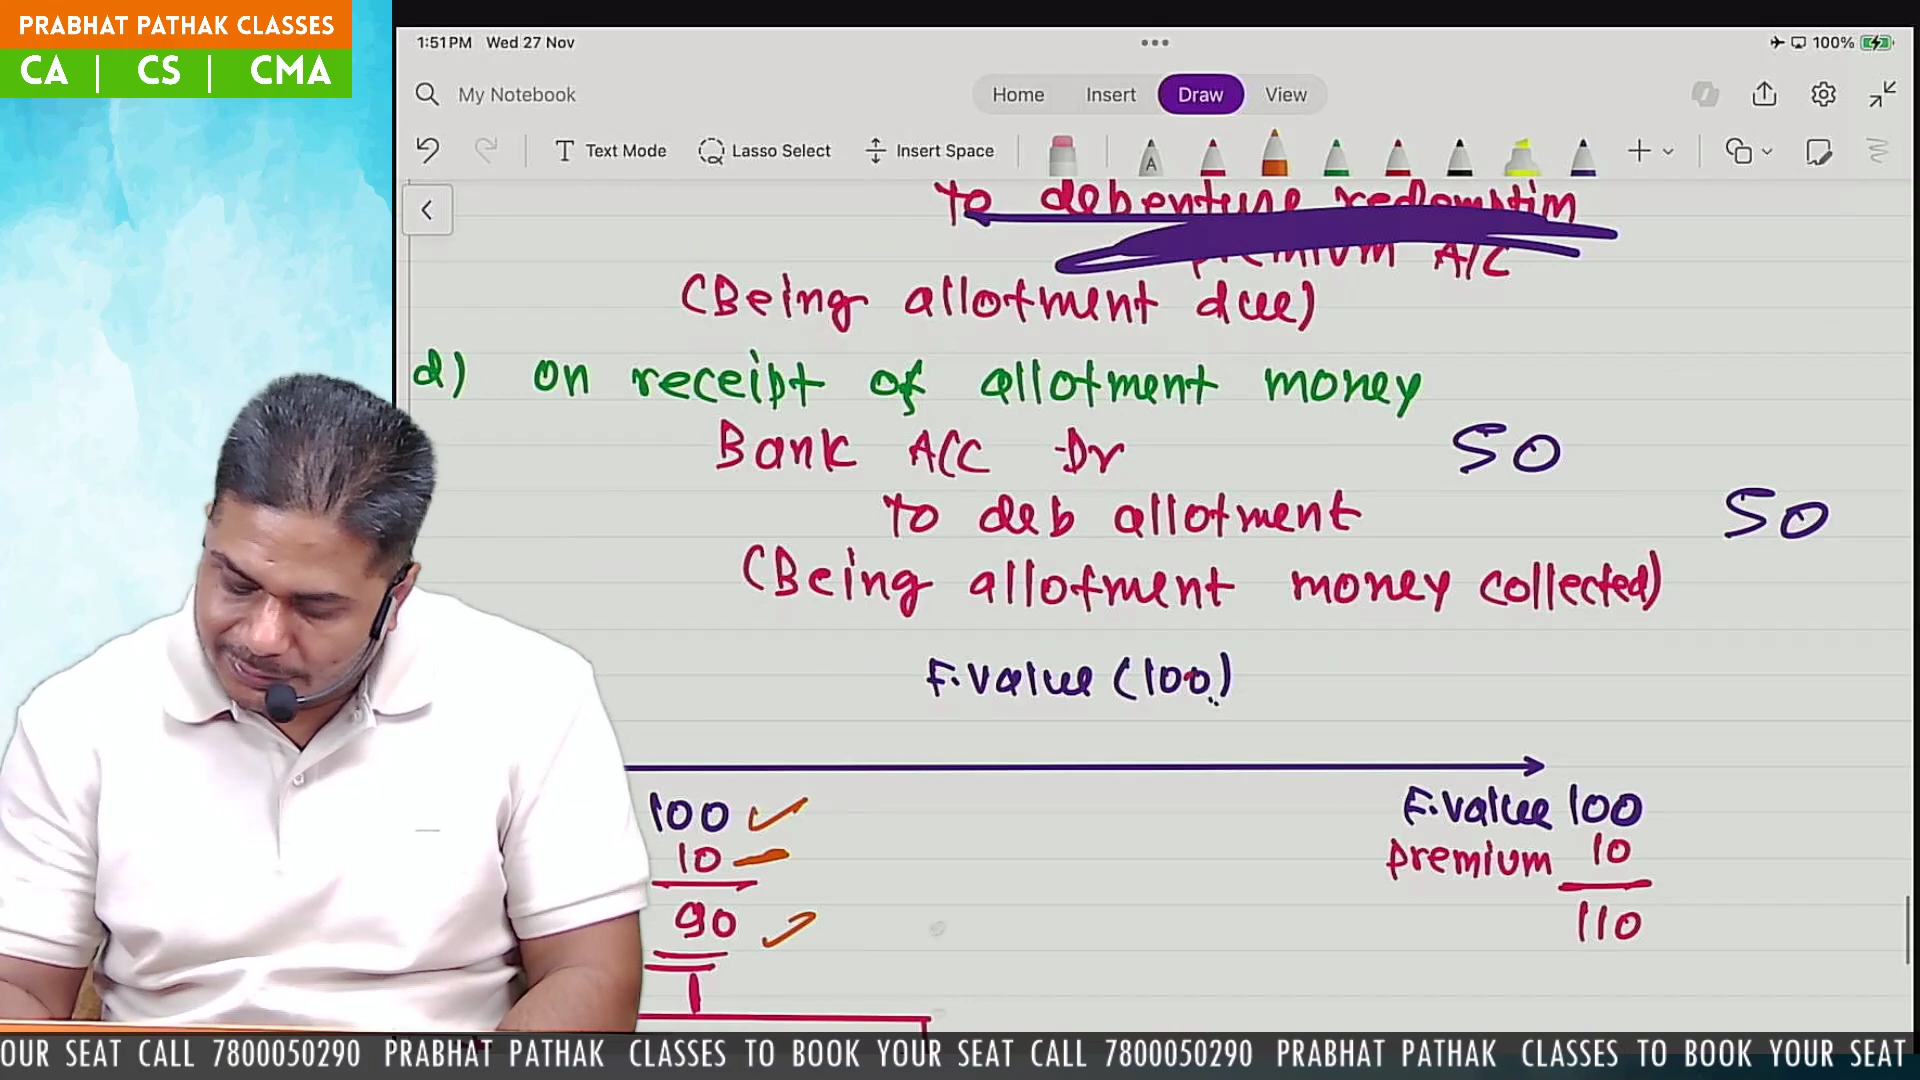 PRABHAT PATHAK CLASSES
CA | CS | CMA
1:51 PM Wed 27 Nov
100%
My Notebook
Home Insert Draw View
T Text Mode Lasso Select Insert Space
A
To debenture redemption
premium A/C
(Being allotment due)
d) on receipt of allotment money
Bank A/C Dr 50
To deb allotment 50
(Being allotment money collected)
F.Value (100)
100 F.Value 100
10 premium 10
90 110
OUR SEAT CALL 7800050290 PRABHAT PATHAK CLASSES TO BOOK YOUR SEAT CALL 7800050290 PRABHAT PATHAK CLASSES TO BOOK YOUR SEAT